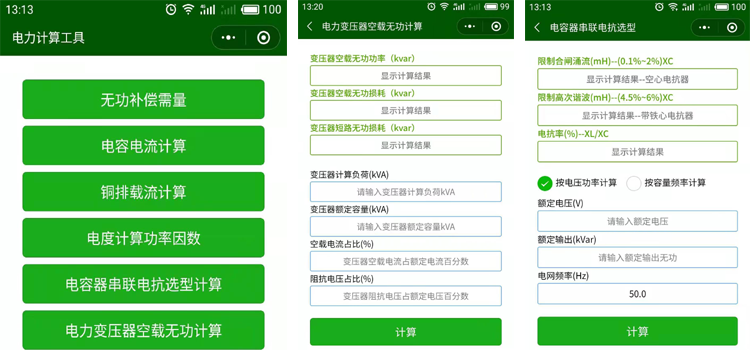 13:13
100
电力计算工具
无功补偿需量
电容电流计算
铜排载流计算
电度计算功率因数
电容器串联电抗选型计算
电力变压器空载无功计算
13:20
99
电力变压器空载无功计算
变压器空载无功功率（kvar）
显示计算结果
变压器空载无功损耗（kvar）
显示计算结果
变压器短路无功损耗（kvar）
显示计算结果
变压器计算负荷(kVA)
请输入变压器计算负荷kVA
变压器额定容量(kVA)
请输入变压器额定容量kVA
空载电流占比(%)
变压器空载电流占额定电流百分数
阻抗电压占比(%)
变压器阻抗电压占额定电压百分数
计算
13:13
100
电容器串联电抗选型
限制合闸涌流(mH)--(0.1%~2%)XC
显示计算结果--空心电抗器
限制高次谐波(mH)--(4.5%~6%)XC
显示计算结果--带铁心电抗器
电抗率(%)--XL/XC
显示计算结果
按电压功率计算
按容量频率计算
额定电压(V)
请输入额定电压
额定输出(kVar)
请输入额定输出无功
电网频率(Hz)
50.0
计算